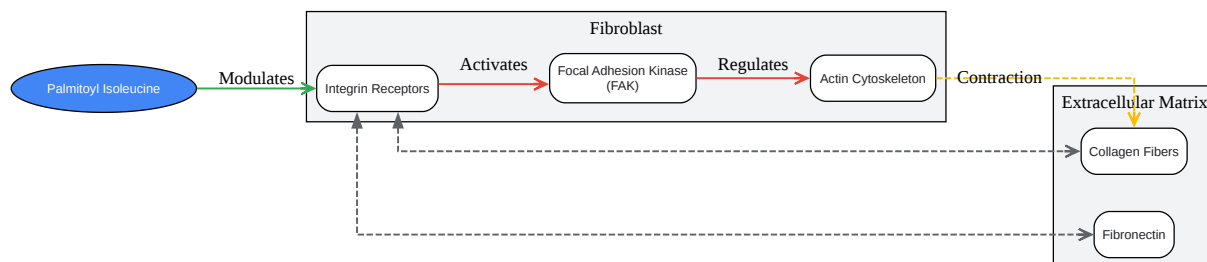 Fibroblast
Palmitoyl Isoleucine
Modulates
Integrin Receptors
Activates
Focal Adhesion Kinase
(FAK)
Regulates
Actin Cytoskeleton
Contraction
Extracellular Matrix
Collagen Fibers
Fibronectin